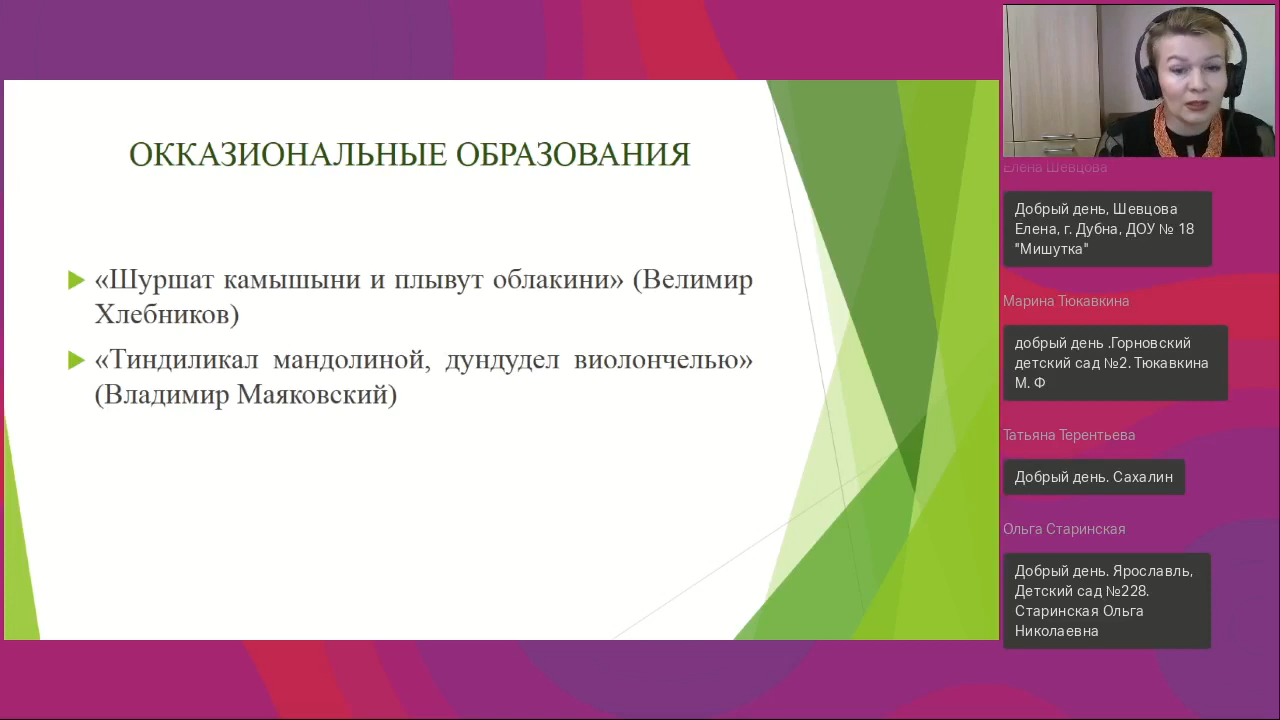 ОККАЗИОНАЛЬНЫЕ ОБРАЗОВАНИЯ
«Шуршат камышыни и плывут облакини» (Велимир
Хлебников)
«Тиндиликал мандолиной, дундудел виолончелью»
(Владимир Маяковский)
Елена Шевцова
Добрый день, Шевцова
Елена, г. Дубна, ДОУ № 18
"Мишутка"
Марина Тюкавкина
добрый день .Горновский
детский сад №2. Тюкавкина
М. Ф
Татьяна Терентьева
Добрый день. Сахалин
Ольга Старинская
Добрый день. Ярославль,
Детский сад №228.
Старинская Ольга
Николаевна